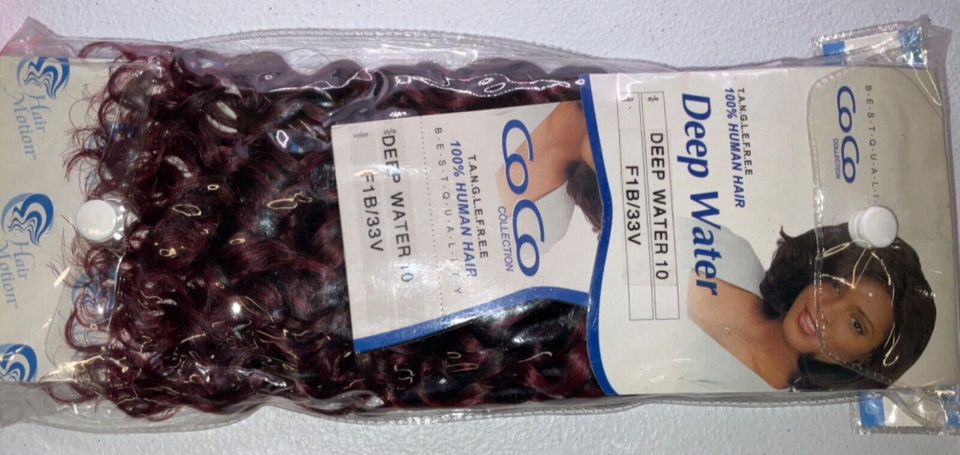 Hair
Motion
Hair
Motion
color
style
DEEP WATER 10
F1B/33V
B·E·S·T·Q·U·A·L·I·T·Y
100% HUMAN HAIR
T.A.N.G.L.E.F.R.E.E
CoCo
COLLECTION
style
DEEP WATER 10
F1B/33V
Deep Water
T.A.N.G.L.E.F.R.E.E
100% HUMAN HAIR
CoCo
COLLECTION